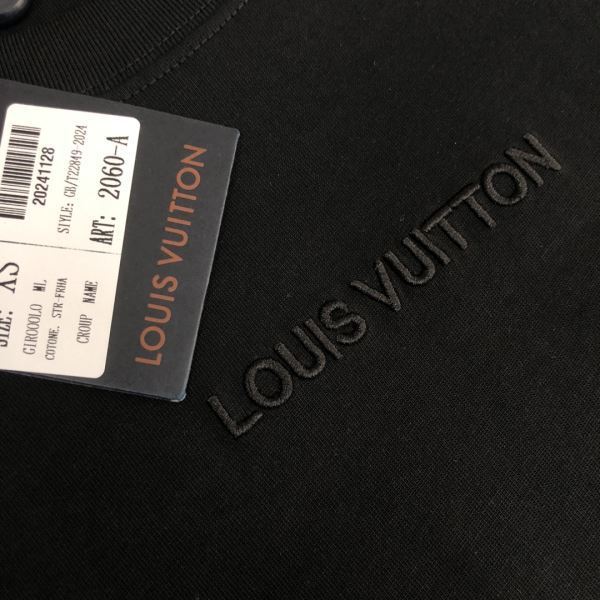 20241128
SIYLE: GB/T22849-2024
ART: 2060-A
SIZE: XS
GIROOOLO ML
COTONE. STR-FRHA
CROUP NAME
LOUIS VUITTON
LOUIS VUITTON